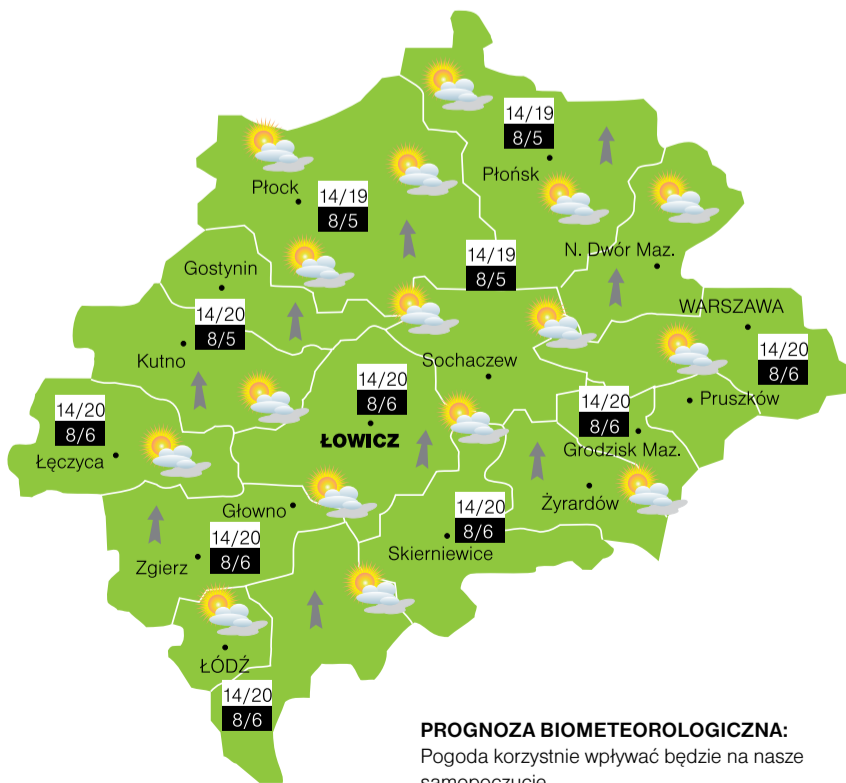 14/19
8/5
Płońsk
Płock
14/19
8/5
14/19
8/5
N. Dwór Maz.
Gostynin
14/20
8/5
Kutno
WARSZAWA
14/20
8/6
Sochaczew
14/20
8/6
ŁOWICZ
14/20
8/6
Grodzisk Maz.
Pruszków
14/20
8/6
Łęczyca
Żyrardów
Głowno
14/20
8/6
Skierniewice
14/20
8/6
Zgierz
ŁÓDŹ
14/20
8/6
PROGNOZA BIOMETEOROLOGICZNA:
Pogoda korzystnie wpływać będzie na nasze
samopoczucie